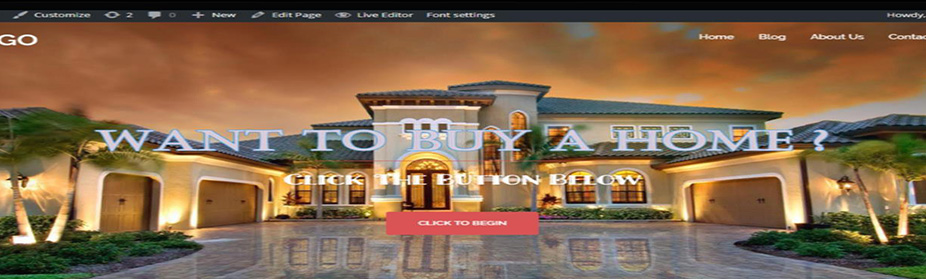 Customize 2 0 New Edit Page Live Editor Font settings Howdy,
GO Home Blog About Us Contac
WANT TO BUY A HOME ?
CLICK THE BUTTON BELOW
CLICK TO BEGIN